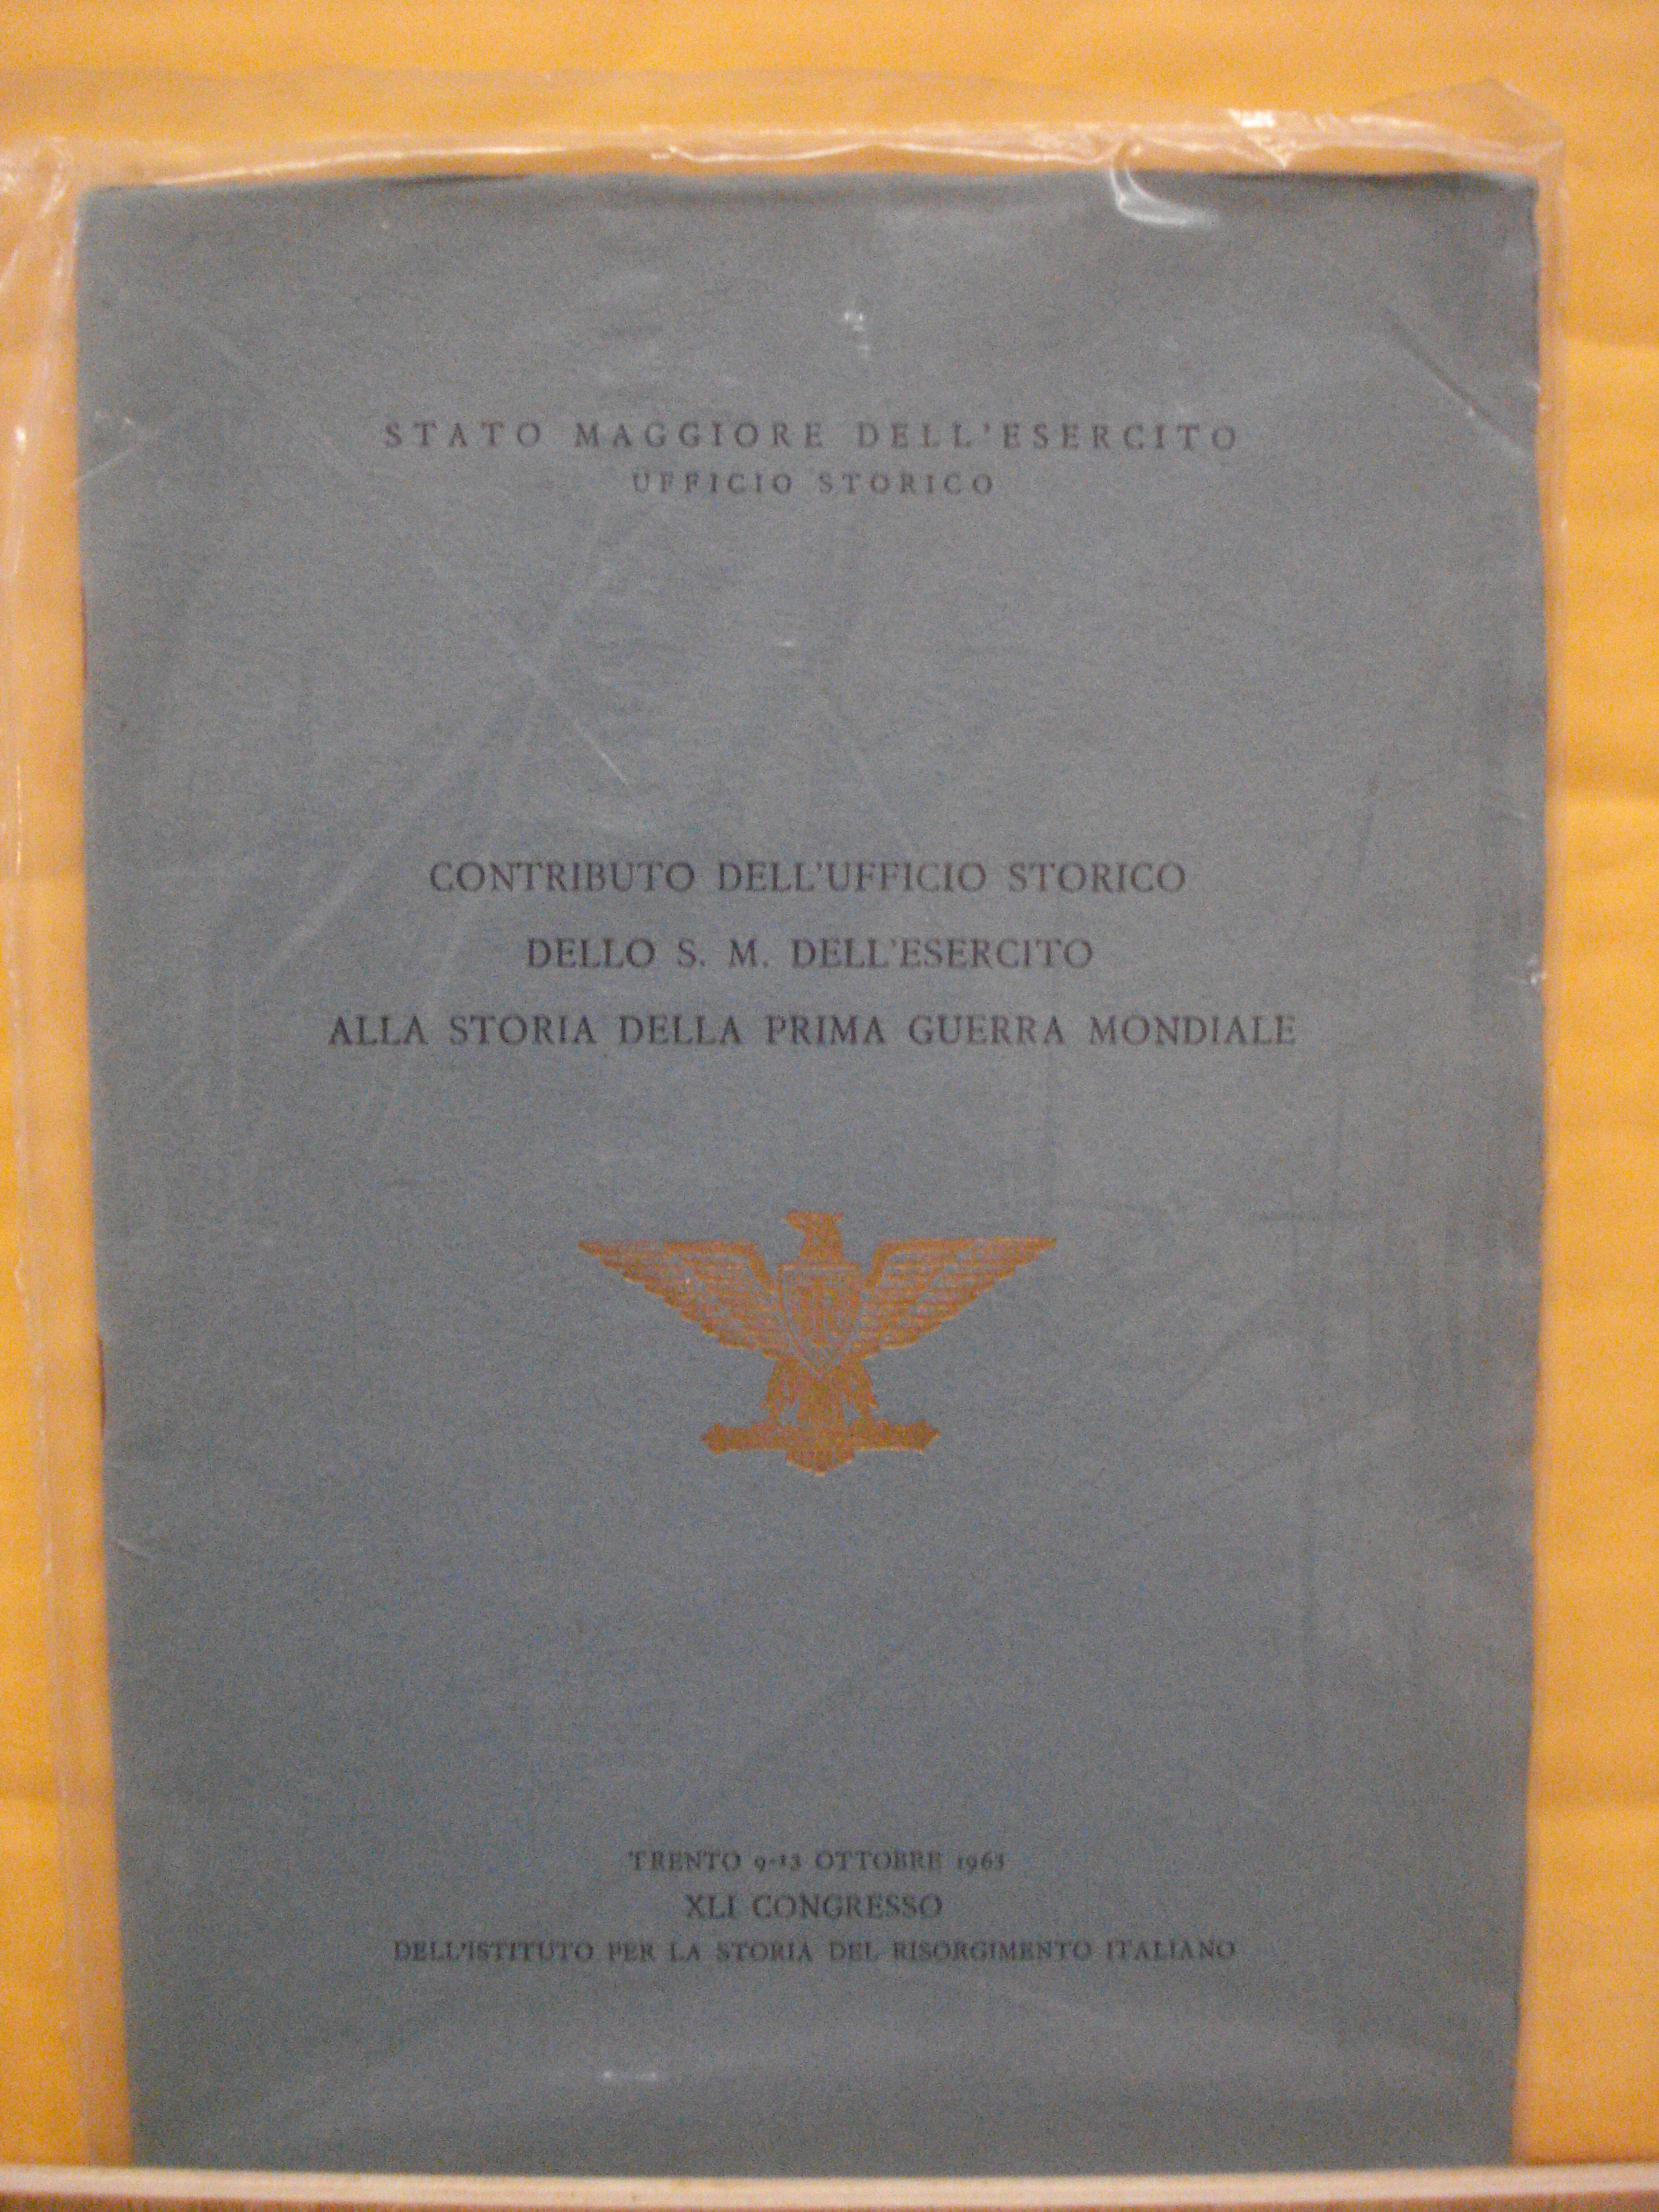 STATO MAGGIORE DELL'ESERCITO
UFFICIO STORICO
CONTRIBUTO DELL'UFFICIO STORICO
DELLO S. M. DELL'ESERCITO
ALLA STORIA DELLA PRIMA GUERRA MONDIALE
TRENTO 9-13 OTTOBRE 1963
XLI CONGRESSO
DELL'ISTITUTO PER LA STORIA DEL RISORGIMENTO ITALIANO